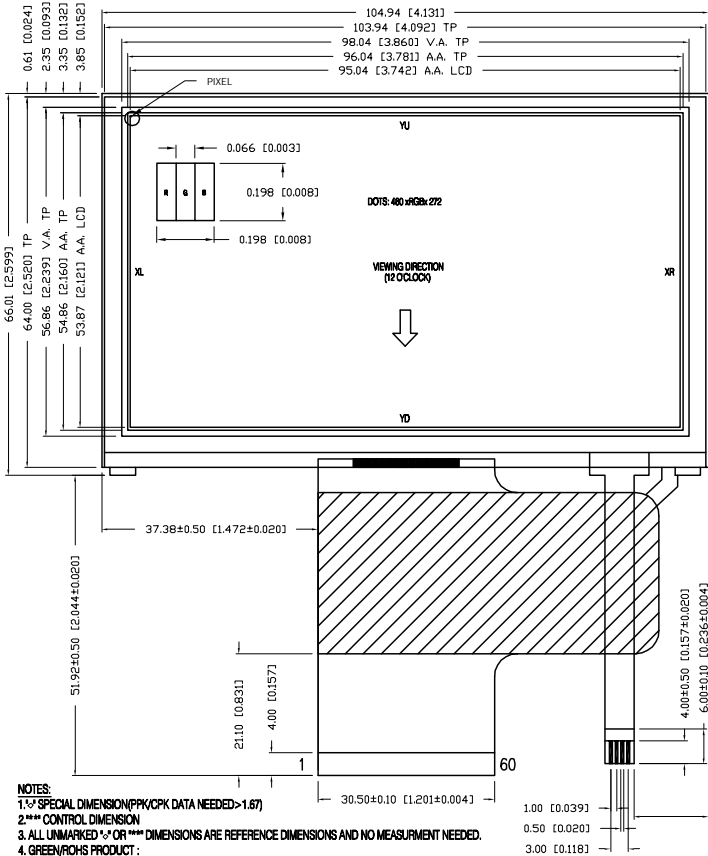 104.94 [4.131]
103.94 [4.092] TP
98.04 [3.860] V.A. TP
96.04 [3.781] A.A. TP
95.04 [3.742] A.A. LCD
0.61 [0.024]
2.35 [0.093]
3.35 [0.132]
3.85 [0.152]
PIXEL
YU
0.066 [0.003]
R G B
0.198 [0.008]
DOTS: 480 xRGBx 272
0.198 [0.008]
66.01 [2.599]
64.00 [2.520] TP
56.86 [2.239] V.A. TP
54.86 [2.160] A.A. TP
53.87 [2.121] A.A. LCD
XL
VIEWING DIRECTION
(12 O'CLOCK)
XR
YD
37.38±0.50 [1.472±0.020]
51.92±0.50 [2.044±0.020]
21.10 [0.831]
4.00 [0.157]
4.00±0.50 [0.157±0.020]
6.00±0.10 [0.236±0.004]
1
60
30.50±0.10 [1.201±0.004]
1.00 [0.039]
0.50 [0.020]
3.00 [0.118]
NOTES:
1. SPECIAL DIMENSION(PPK/CPK DATA NEEDED>1.67)
2."**" CONTROL DIMENSION
3. ALL UNMARKED OR "**" DIMENSIONS ARE REFERENCE DIMENSIONS AND NO MEASURMENT NEEDED.
4. GREEN/ROHS PRODUCT :